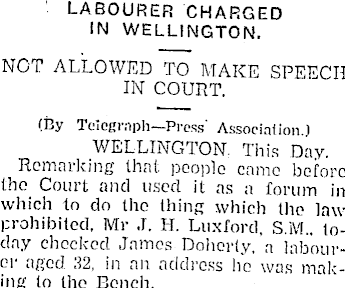 LABOURER CHARGED
IN WELLINGTON.
NOT ALLOWED TO MAKE SPEECH
IN COURT.
(By Telegraph—Press Association.)
WELLINGTON. This Day.
Remarking that people came before
the Court and used it as a forum in
which to do the thing which the law
prohibited, Mr J. H. Luxford, S.M., to-
day checked James Doherty, a labour-
er aged 32, in an address he was mak-
ing to the Bench.